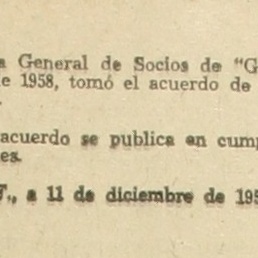 a General de Socios de "G
e 1958, tomó el acuerdo de
acuerdo se publica en cump
es.
F., a 11 de diciembre de 195